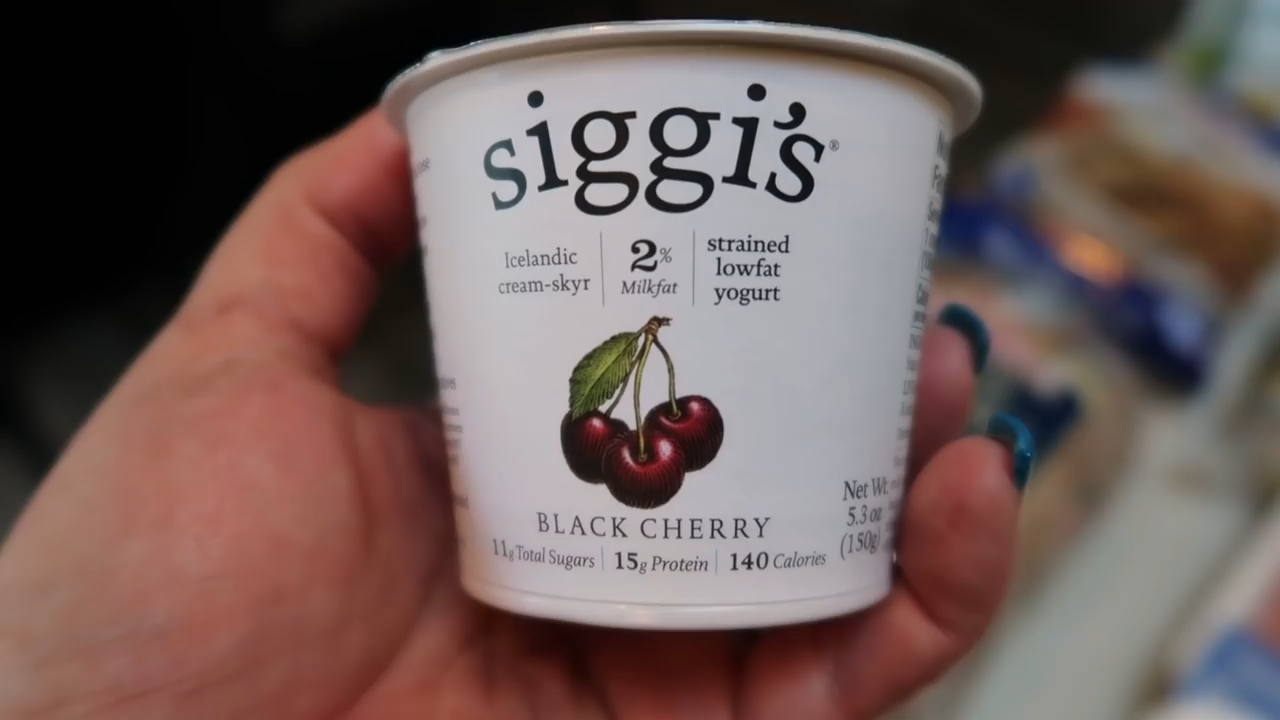 siggi's®
Icelandic
cream-skyr
2%
Milkfat
strained
lowfat
yogurt
BLACK CHERRY
11g Total Sugars | 15g Protein | 140 Calories
Net Wt.
5.3 oz
(150g)